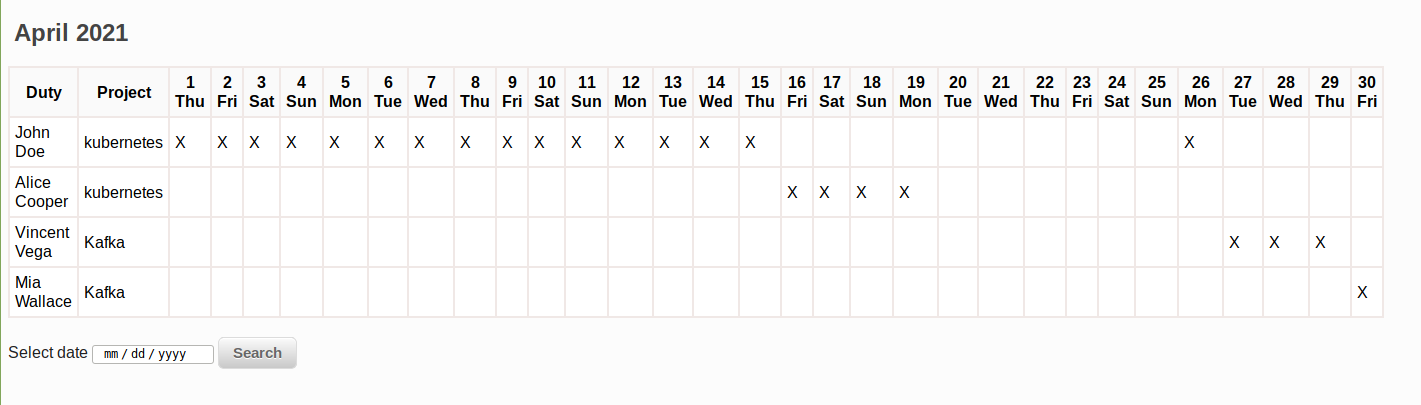 April 2021
Duty Project 1 Thu 2 Fri 3 Sat 4 Sun 5 Mon 6 Tue 7 Wed 8 Thu 9 Fri 10 Sat 11 Sun 12 Mon 13 Tue 14 Wed 15 Thu 16 Fri 17 Sat 18 Sun 19 Mon 20 Tue 21 Wed 22 Thu 23 Fri 24 Sat 25 Sun 26 Mon 27 Tue 28 Wed 29 Thu 30 Fri
John Doe kubernetes X X X X X X X X X X X X X X X X
Alice Cooper kubernetes X X X X
Vincent Vega Kafka X X X
Mia Wallace Kafka X
Select date mm / dd / yyyy Search